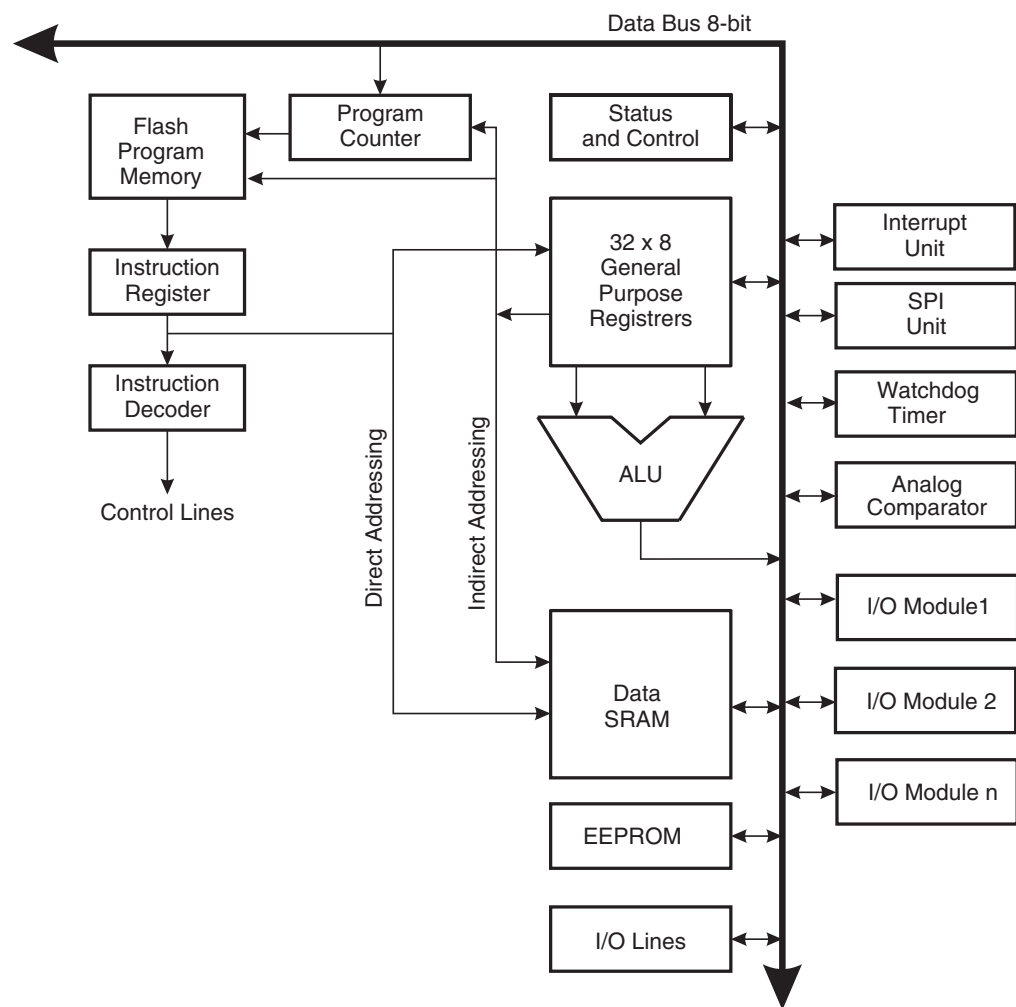 Data Bus 8-bit
Flash
Program
Memory
Program
Counter
Status
and Control
Interrupt
Unit
32 x 8
General
Purpose
Registrers
Instruction
Register
SPI
Unit
Instruction
Decoder
Watchdog
Timer
ALU
Analog
Comparator
Control Lines
Direct Addressing
Indirect Addressing
I/O Module1
Data
SRAM
I/O Module 2
I/O Module n
EEPROM
I/O Lines